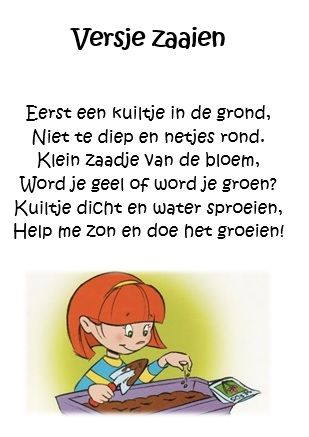 Versje zaaien
Eerst een kuiltje in de grond,
Niet te diep en netjes rond.
Klein zaadje van de bloem,
Word je geel of word je groen?
Kuiltje dicht en water sproeien,
Help me zon en doe het groeien!